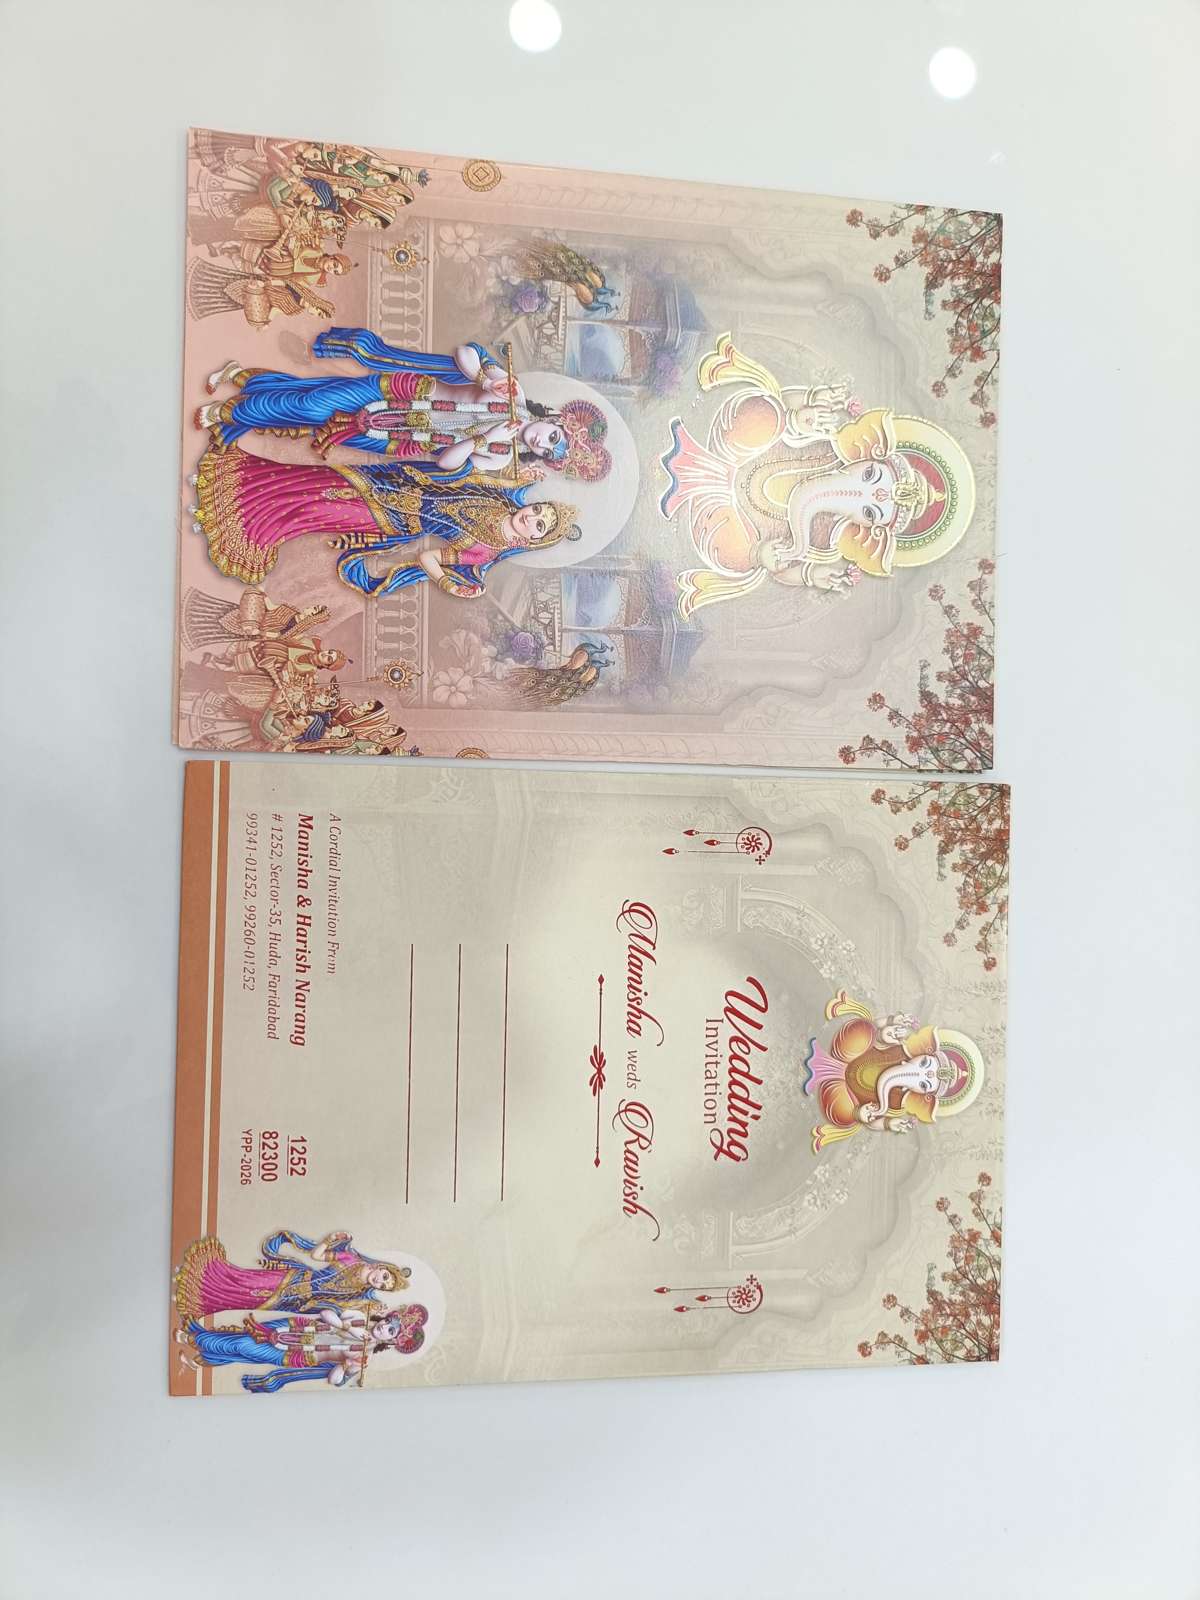 Wedding
Invitation
Manisha weds Ravish
A Cordial Invitation From
Manisha & Harish Narang
# 1252, Sector-35, Huda, Faridabad
99341-01252, 99260-01252
1252
82300
YPP-2026